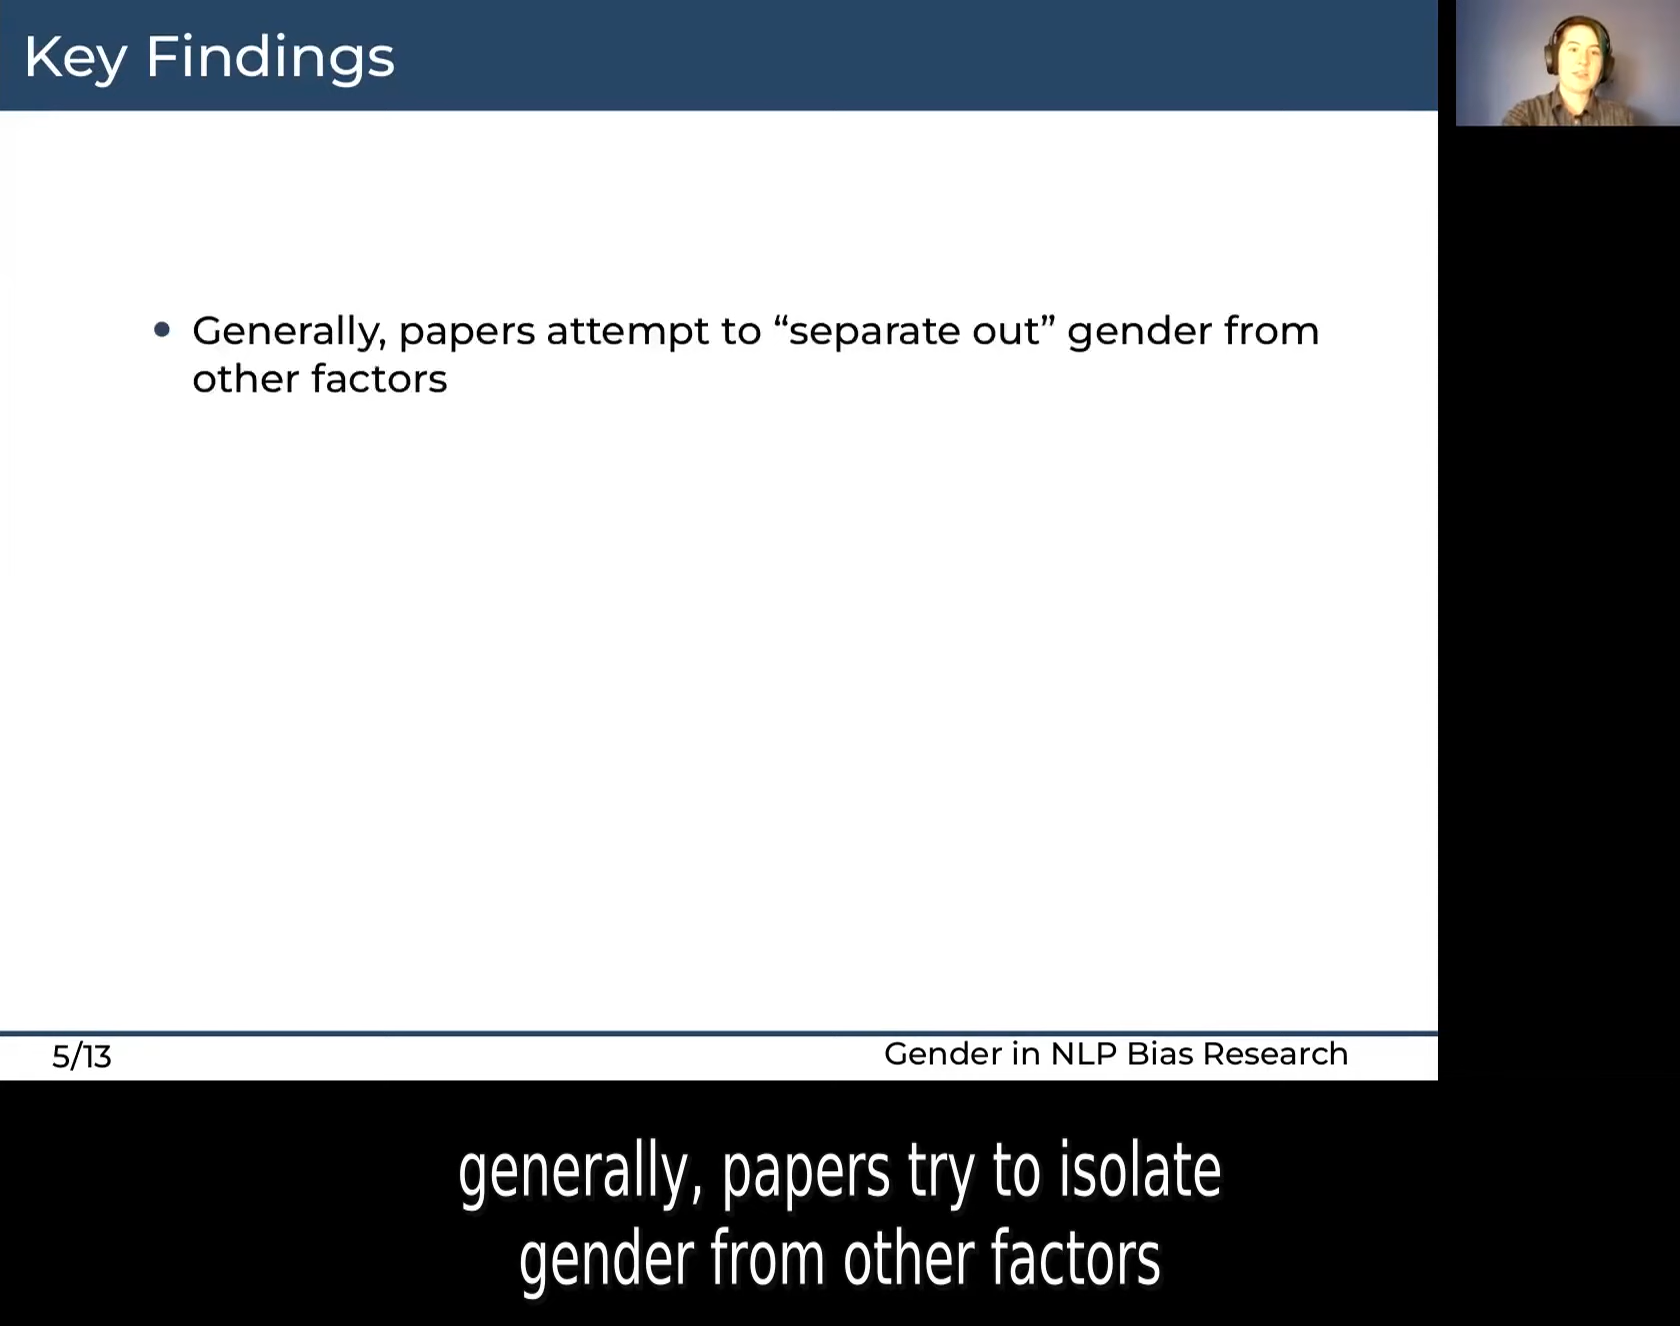 Key Findings
• Generally, papers attempt to “separate out” gender from
other factors
5/13
Gender in NLP Bias Research
generally, papers try to isolate
gender from other factors